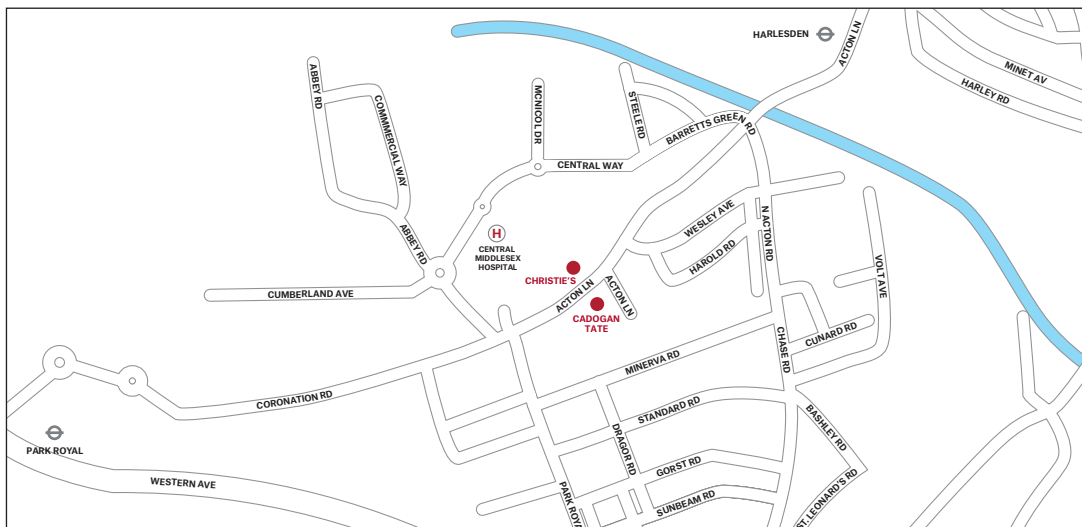 HARLESDEN
ACTON LN
MINET AV
HARLEY RD
ABBEY RD
COMMMERCIAL WAY
MCNICOL DR
STEELE RD
BARRETTS GREEN RD
CENTRAL WAY
H
CENTRAL
MIDDLESEX
HOSPITAL
ABBEY RD
WESLEY AVE
HAROLD RD
N ACTON RD
VOLT AVE
CHRISTIE'S
ACTON LN
ACTON LN
CADOGAN
TATE
CUMBERLAND AVE
MINERVA RD
CHASE RD
CUNARD RD
CORONATION RD
STANDARD RD
BASHLEY RD
DRAGOR RD
PARK ROYAL
GORST RD
WESTERN AVE
PARK ROYAL
SUNBEAM RD
ST. LEONARD'S RD